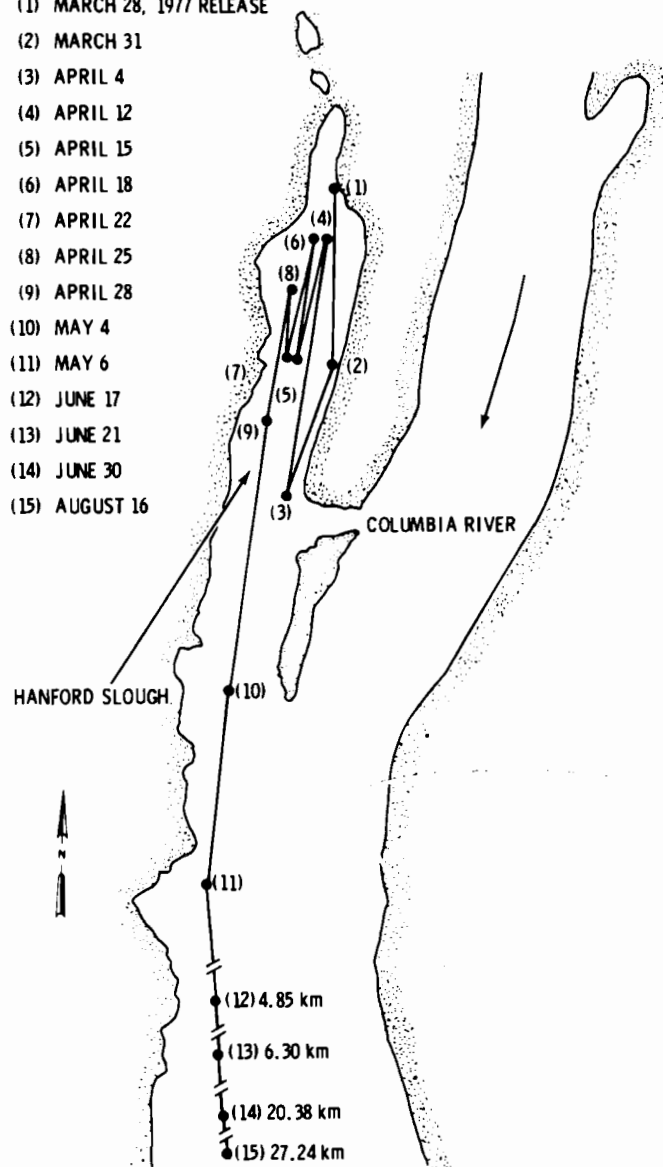 (1) MARCH 28, 1977 RELEASE
(2) MARCH 31
(3) APRIL 4
(4) APRIL 12
(5) APRIL 15
(6) APRIL 18
(7) APRIL 22
(8) APRIL 25
(9) APRIL 28
(10) MAY 4
(11) MAY 6
(12) JUNE 17
(13) JUNE 21
(14) JUNE 30
(15) AUGUST 16
(1)
(4)
(6)
(8)
(2)
(7)
(5)
(9)
(3)
COLUMBIA RIVER
HANFORD SLOUGH
(10)
N
(11)
(12) 4.85 km
(13) 6.30 km
(14) 20.38 km
(15) 27.24 km